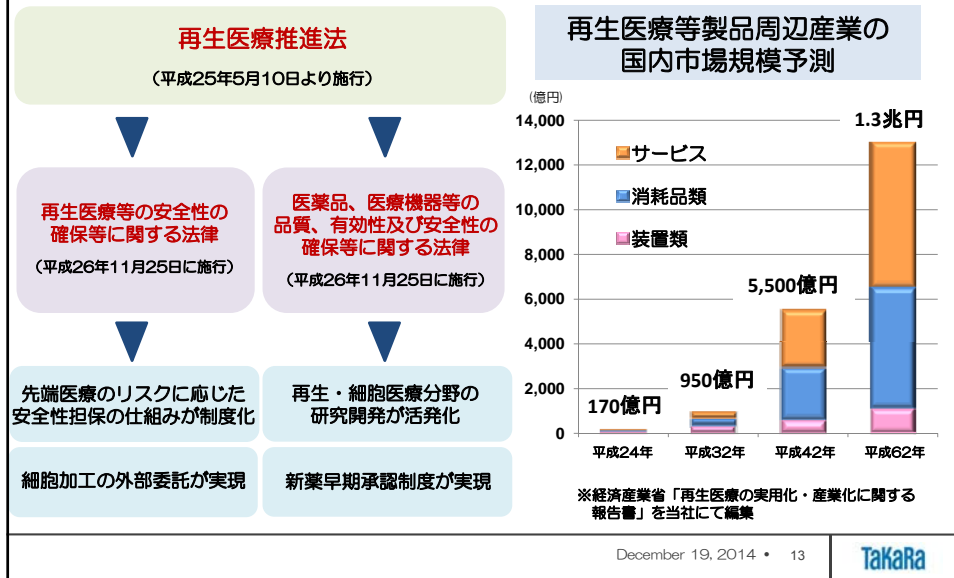 再生医療推進法
（平成25年5月10日より施行）
再生医療等の安全性の
確保等に関する法律
（平成26年11月25日に施行）
医薬品、医療機器等の
品質、有効性及び安全性の
確保等に関する法律
（平成26年11月25日に施行）
先端医療のリスクに応じた
安全性担保の仕組みが制度化
再生・細胞医療分野の
研究開発が活発化
細胞加工の外部委託が実現
新薬早期承認制度が実現
再生医療等製品周辺産業の
国内市場規模予測
（億円）
14,000
12,000
10,000
8,000
6,000
4,000
2,000
0
サービス
消耗品類
装置類
170億円
950億円
5,500億円
1.3兆円
平成24年
平成32年
平成42年
平成62年
※経済産業省「再生医療の実用化・産業化に関する
報告書」を当社にて編集
December 19, 2014 • 13
TaKaRa